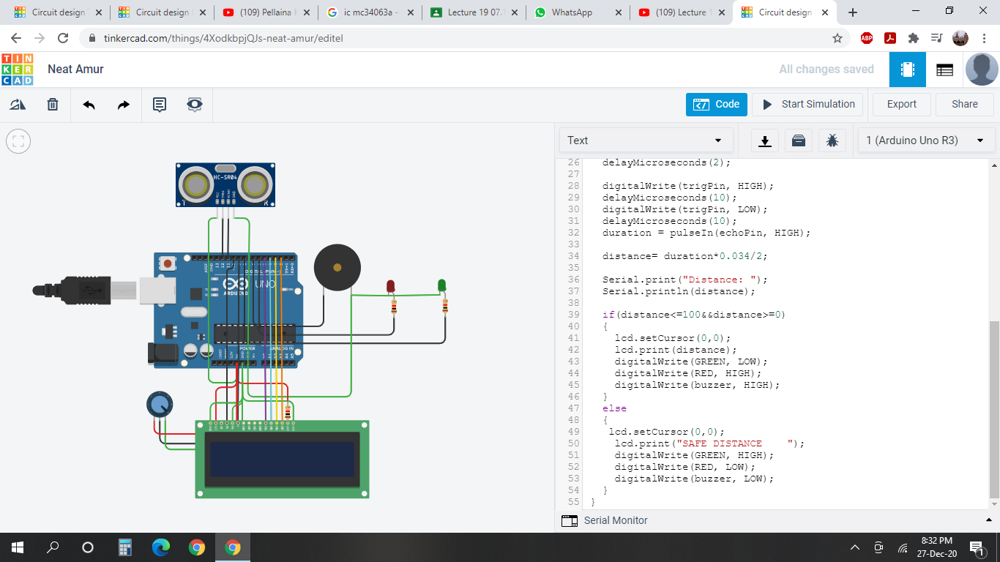 Circuit design
Circuit design
(109) Pellaina
ic mc34063a -
Lecture 19 07.
WhatsApp
(109) Lecture
Circuit design
tinkercad.com/things/4XodkbpjQJs-neat-amur/editel
ABP
TIN
KER
CAD
Neat Amur
All changes saved
Code
Start Simulation
Export
Share
Text
1 (Arduino Uno R3)
HC-SR04
T
R
UNO
ARDUINO
POWER
ANALOG IN
26 delayMicroseconds(2);
27
28 digitalWrite(trigPin, HIGH);
29 delayMicroseconds(10);
30 digitalWrite(trigPin, LOW);
31 delayMicroseconds(10);
32 duration = pulseIn(echoPin, HIGH);
33
34 distance= duration*0.034/2;
35
36 Serial.print("Distance: ");
37 Serial.println(distance);
38
39 if(distance<=100&&distance>=0)
40 {
41 lcd.setCursor(0,0);
42 lcd.print(distance);
43 digitalWrite(GREEN, LOW);
44 digitalWrite(RED, HIGH);
45 digitalWrite(buzzer, HIGH);
46 }
47 else
48 {
49 lcd.setCursor(0,0);
50 lcd.print("SAFE DISTANCE    ");
51 digitalWrite(GREEN, HIGH);
52 digitalWrite(RED, LOW);
53 digitalWrite(buzzer, LOW);
54 }
55 }
Serial Monitor
8:32 PM
27-Dec-20
1